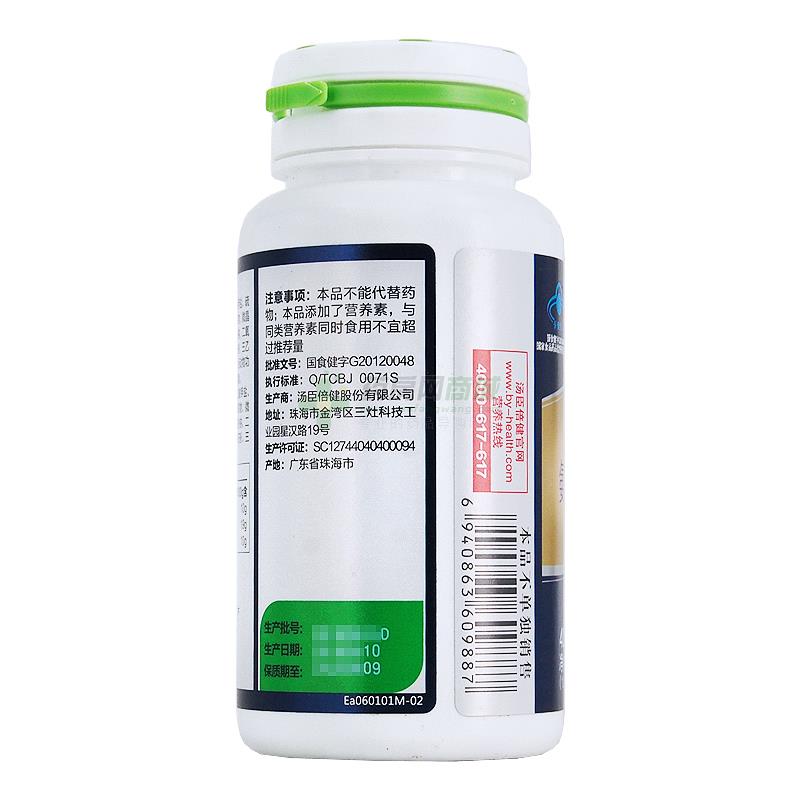 注意事项：本品不能代替药
物；本品添加了营养素，与
同类营养素同时食用不宜超
过推荐量
批准文号：国食健字G20120048
执行标准：Q/TCBJ 0071S
生产商：汤臣倍健股份有限公司
地址：珠海市金湾区三灶科技工
业园星汉路19号
生产许可证：SC12744040400094
产地：广东省珠海市
生产批号：D
生产日期：10
保质期至：09
Ea060101M-02
汤臣倍健官网
www.by-health.com
营养热线
4000-617-617
6 940863 609887
本品不单独销售